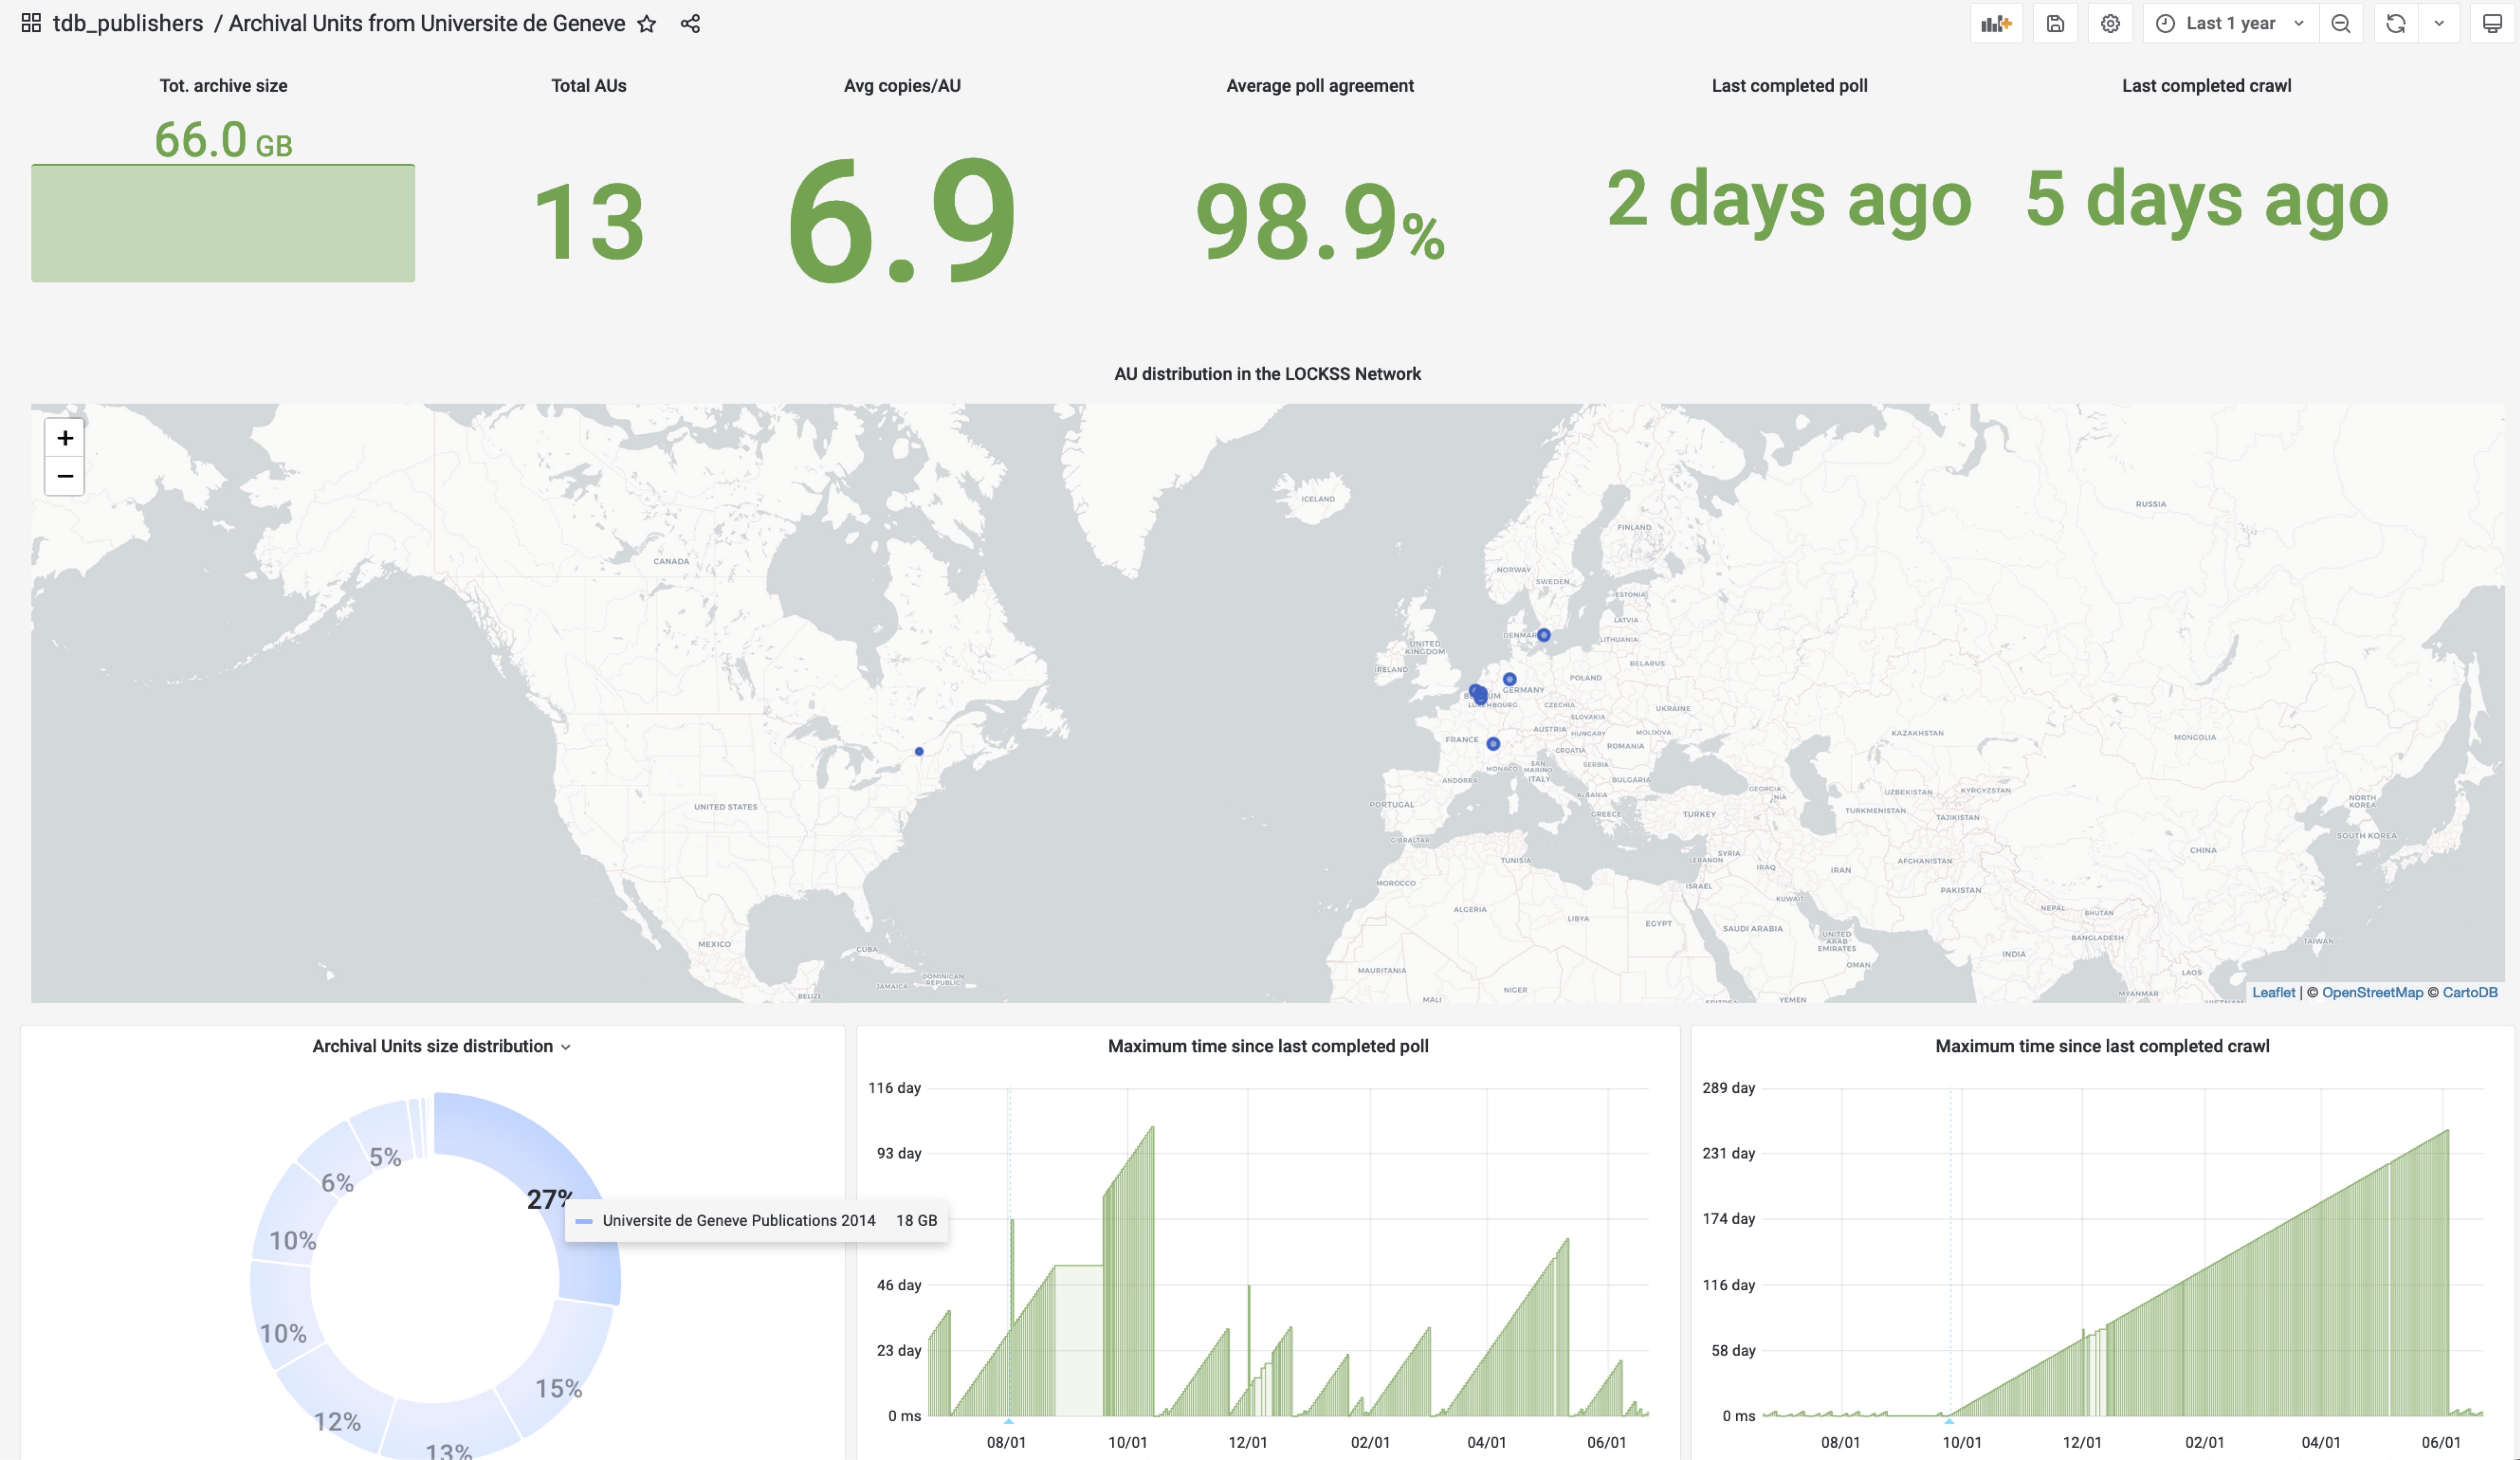 tdb_publishers / Archival Units from Universite de Geneve
Last 1 year
Tot. archive size
66.0 GB
Total AUs
13
Avg copies/AU
6.9
Average poll agreement
98.9%
Last completed poll
2 days ago
Last completed crawl
5 days ago
AU distribution in the LOCKSS Network
+
−
ICELAND
RUSSIA
FINLAND
CANADA
NORWAY
SWEDEN
ESTONIA
LATVIA
DENMAR
LITHUANIA
UNITED
KINGDOM
BELARUS
IRELAND
POLAND
GERMANY
LUXEMBOURG
CZECHIA
UKRAINE
SLOVAKIA
AUSTRIA
HUNGARY
MOLDOVA
KAZAKHSTAN
MONGOLIA
FRANCE
CROATIA
ROMANIA
MONACO
SAN
MARINO
SERBIA
ANDORRA
ITALY
BULGARIA
GEORGIA
UZBEKISTAN
KYRGYZSTAN
ALBANIA
NIA
NORTH
KOREA
PORTUGAL
UNITED STATES
GREECE
TURKEY
TURKMENISTAN
TAJIKISTAN
SOUTH KOREA
GIBRALTAR
CHINA
TUNISIA
SYRIA
LEBANON
IRAQ
IRAN
AFGHANISTAN
MOROCCO
ISRAEL
PAKISTAN
KUWAIT
ALGERIA
LIBYA
EGYPT
NEPAL
BHUTAN
SAUDI ARABIA
UNITED
ARAB
EMIRATES
BANGLADESH
TAIWAN
MEXICO
CUBA
INDIA
OMAN
MAURITANIA
LAOS
DOMINICAN
REPUBLIC
JAMAICA
BELIZE
NIGER
MALI
ERITREA
YEMEN
MYANMAR
VIETNAM
Leaflet | © OpenStreetMap © CartoDB
Archival Units size distribution
27%
5%
6%
10%
10%
15%
12%
13%
Universite de Geneve Publications 2014 18 GB
Maximum time since last completed poll
116 day
93 day
46 day
23 day
0 ms
08/01 10/01 12/01 02/01 04/01 06/01
Maximum time since last completed crawl
289 day
231 day
174 day
116 day
58 day
0 ms
08/01 10/01 12/01 02/01 04/01 06/01